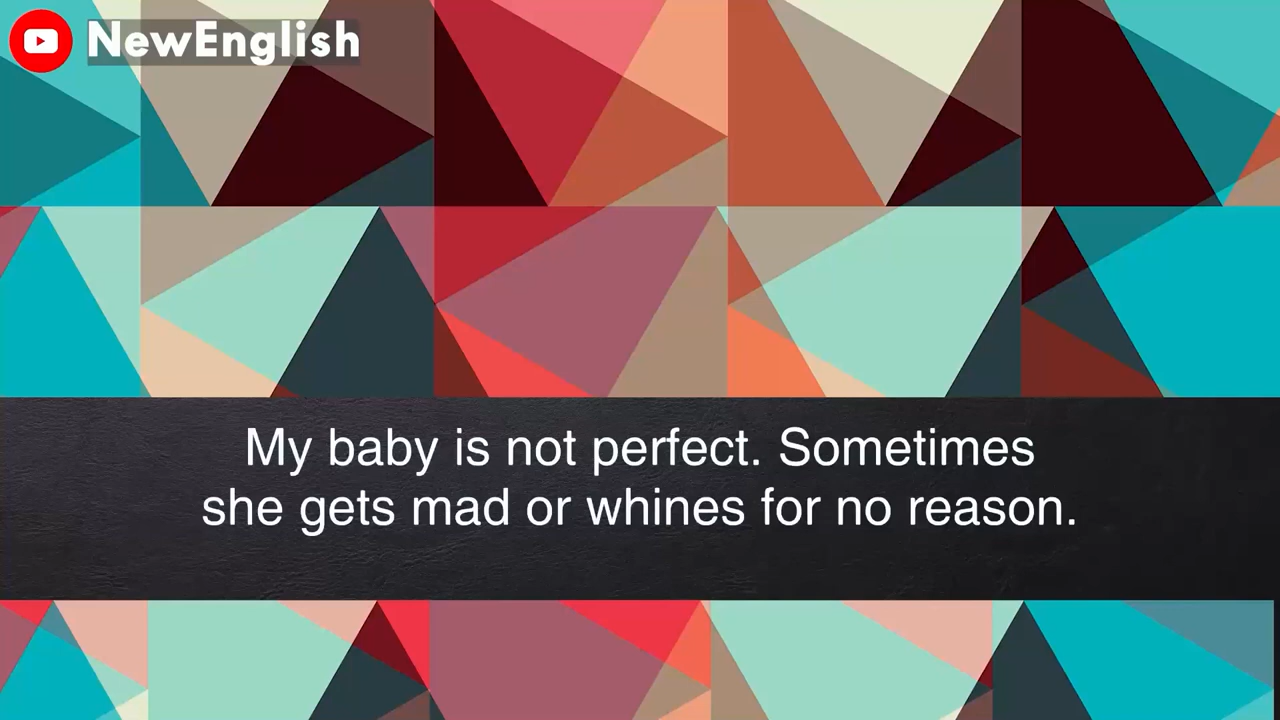 NewEnglish
My baby is not perfect. Sometimes
she gets mad or whines for no reason.